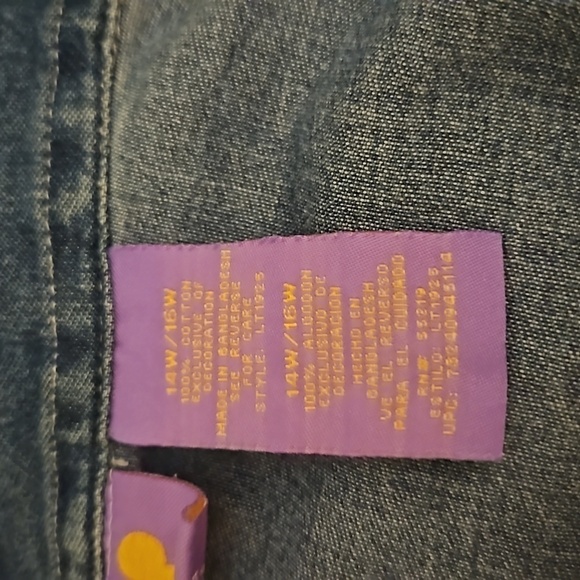 14W/16W
100% COTTON
EXCLUSIVE OF
DECORATION
MADE IN BANGLADESH
SEE REVERSE
FOR CARE
STYLE: LT1925
14W/16W
100% ALGODON
EXCLUSIVO DE
DECORACION
HECHO EN
BANGLADESH
VE EL REVERSO
PARA EL CUIDADO
RN#: 55219
ESTILO: LT1925
UPC: 75240945114